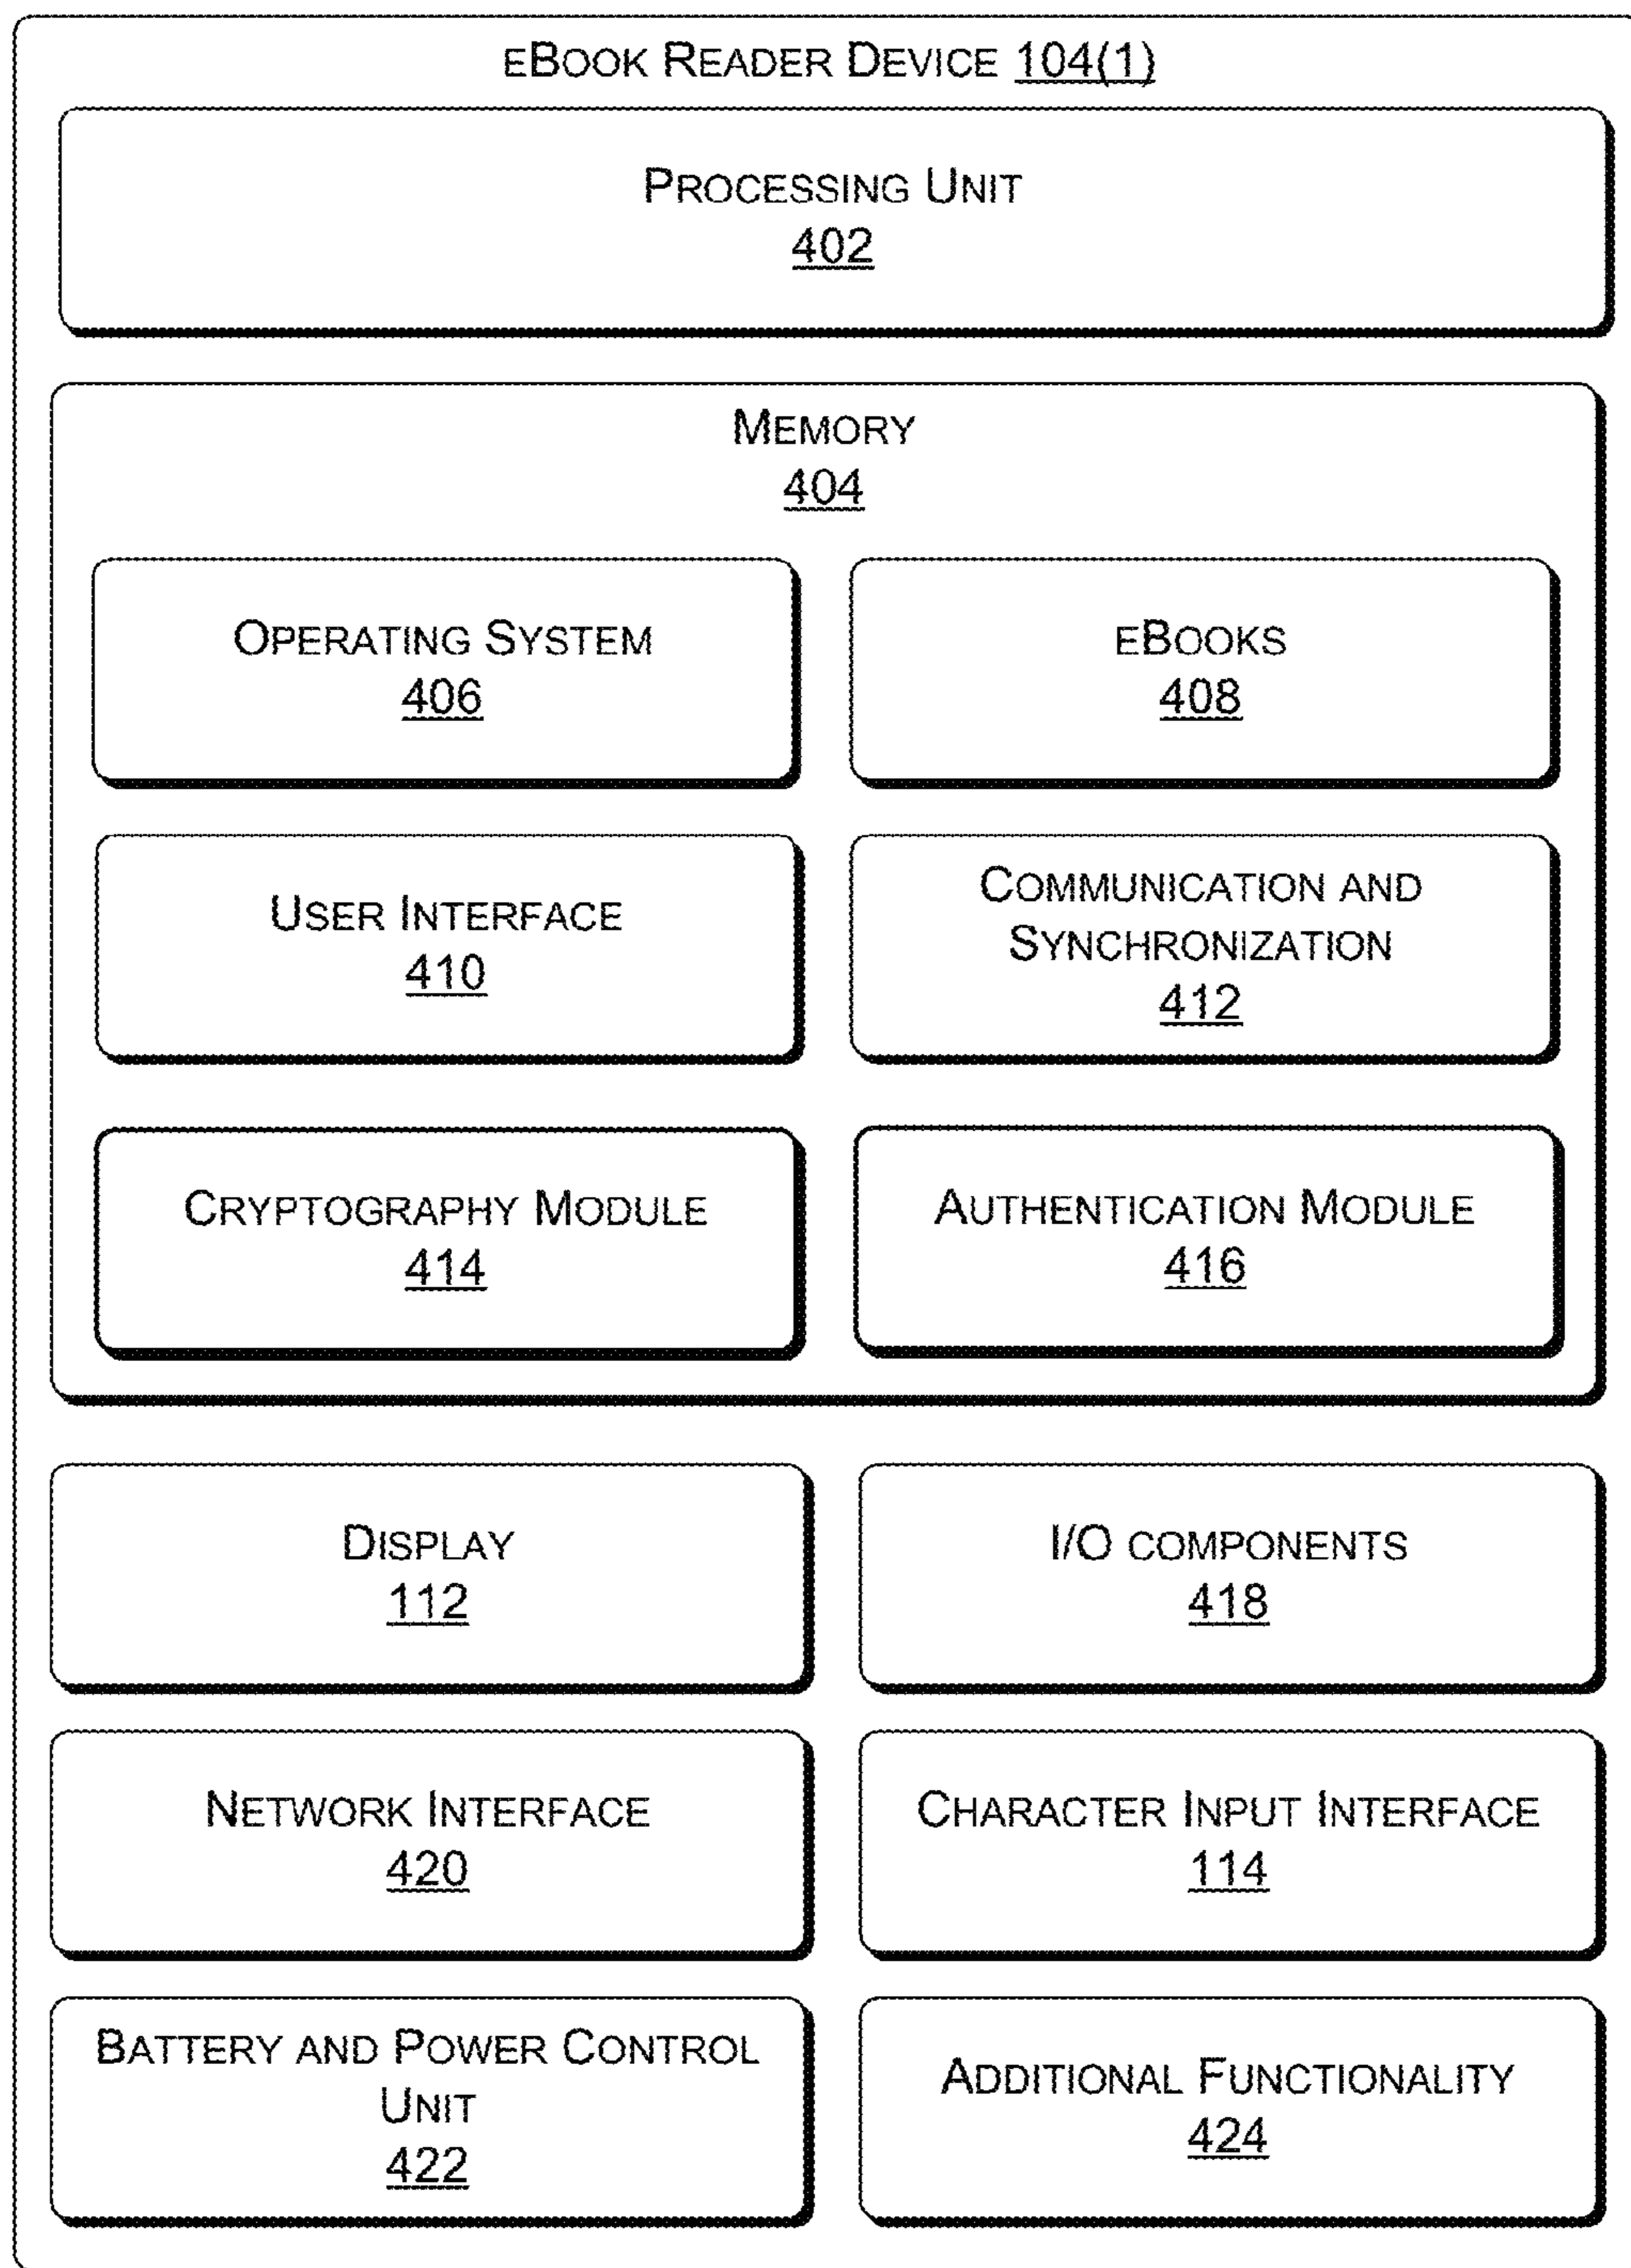 eBook Reader Device 104(1)
Processing Unit
402
Memory
404
Operating System
406
eBooks
408
User Interface
410
Communication and
Synchronization
412
Cryptography Module
414
Authentication Module
416
Display
112
I/O components
418
Network Interface
420
Character Input Interface
114
Battery and Power Control
Unit
422
Additional Functionality
424